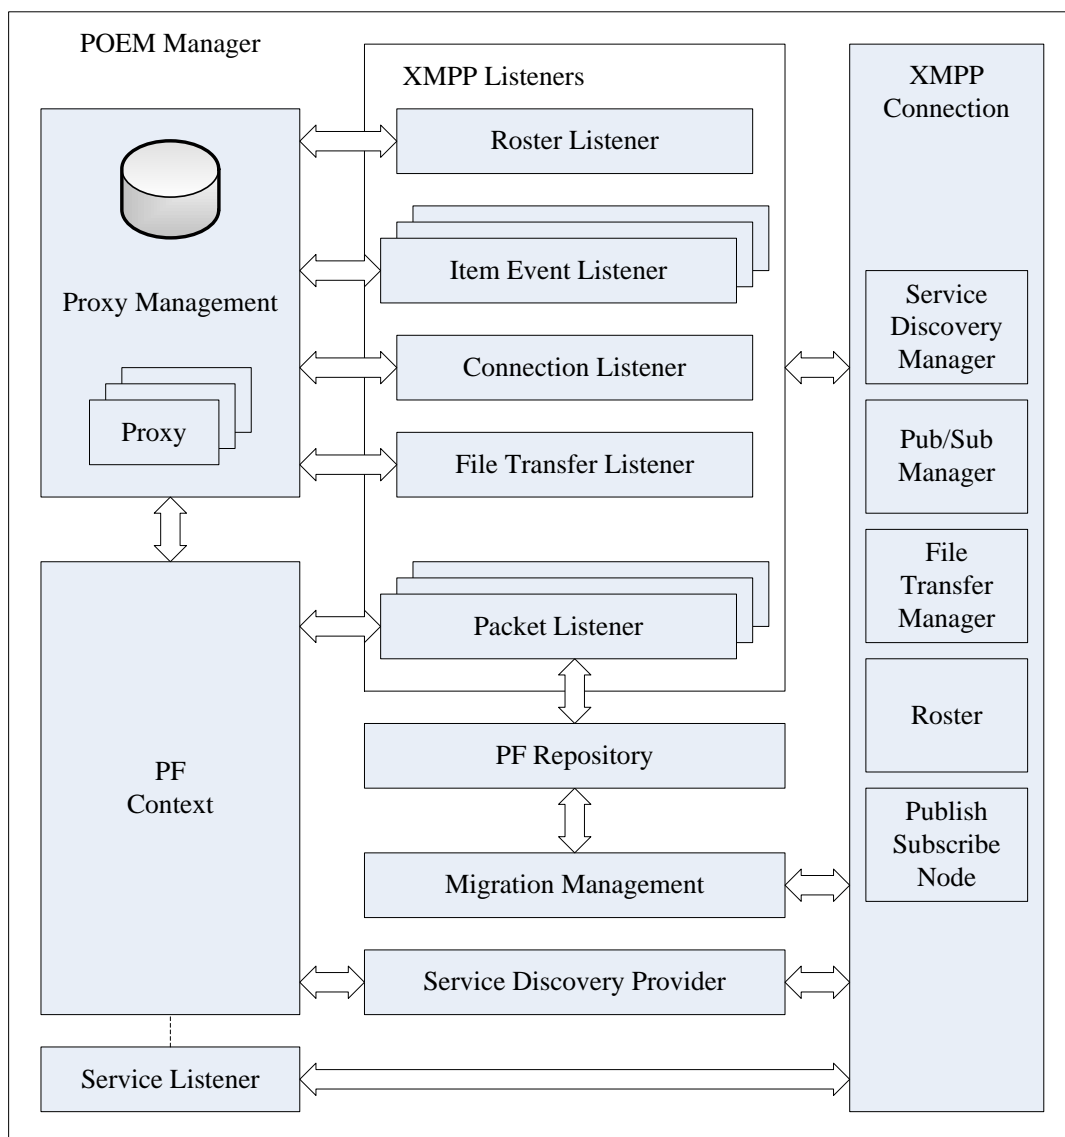 POEM Manager
XMPP Listeners
XMPP
Connection
Roster Listener
Item Event Listener
Proxy Management
Connection Listener
Proxy
File Transfer Listener
Packet Listener
PF
Context
PF Repository
Migration Management
Service Discovery Provider
Service Listener
Service
Discovery
Manager
Pub/Sub
Manager
File
Transfer
Manager
Roster
Publish
Subscribe
Node